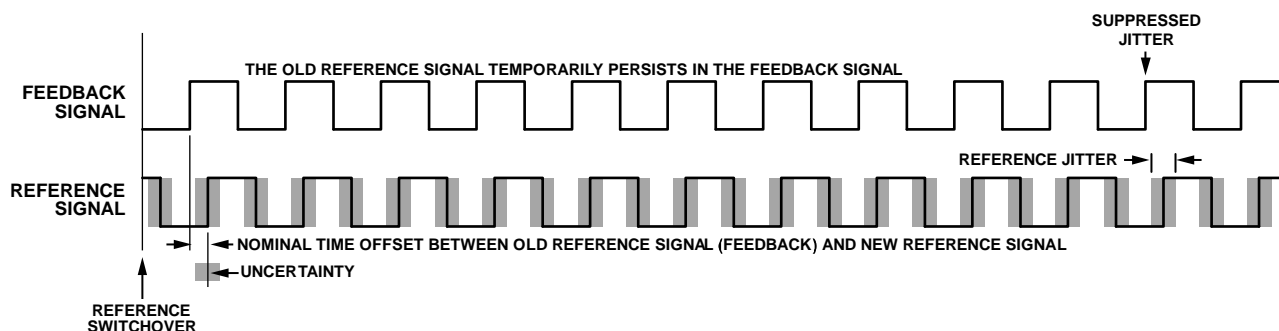 SUPPRESSED
JITTER
THE OLD REFERENCE SIGNAL TEMPORARILY PERSISTS IN THE FEEDBACK SIGNAL
FEEDBACK
SIGNAL
REFERENCE JITTER
REFERENCE
SIGNAL
NOMINAL TIME OFFSET BETWEEN OLD REFERENCE SIGNAL (FEEDBACK) AND NEW REFERENCE SIGNAL
UNCERTAINTY
REFERENCE
SWITCHOVER